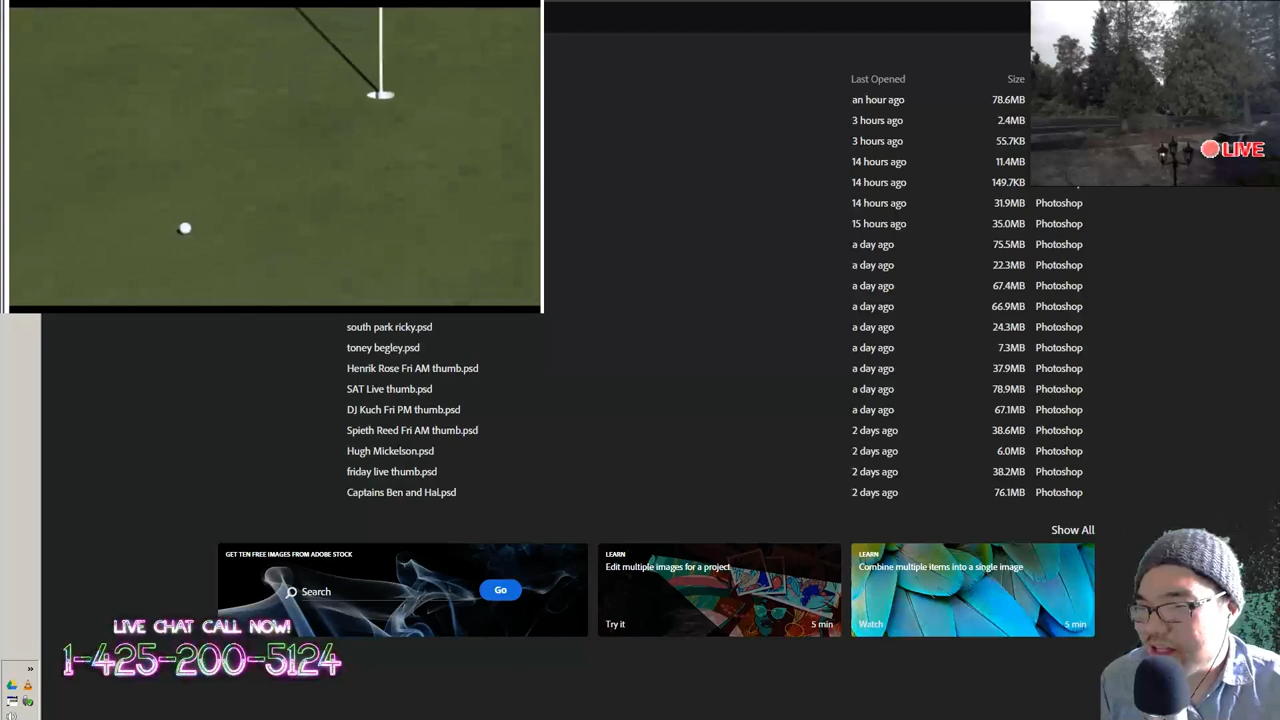 Last Opened Size
an hour ago 78.6MB
3 hours ago 2.4MB
3 hours ago 55.7KB
14 hours ago 11.4MB
LIVE
14 hours ago 149.7KB
14 hours ago 31.9MB Photoshop
15 hours ago 35.0MB Photoshop
a day ago 75.5MB Photoshop
a day ago 22.3MB Photoshop
a day ago 67.4MB Photoshop
a day ago 66.9MB Photoshop
south park ricky.psd a day ago 24.3MB Photoshop
toney begley.psd a day ago 7.3MB Photoshop
Henrik Rose Fri AM thumb.psd a day ago 37.9MB Photoshop
SAT Live thumb.psd a day ago 78.9MB Photoshop
DJ Kuch Fri PM thumb.psd a day ago 67.1MB Photoshop
Spieth Reed Fri AM thumb.psd 2 days ago 38.6MB Photoshop
Hugh Mickelson.psd 2 days ago 6.0MB Photoshop
friday live thumb.psd 2 days ago 38.2MB Photoshop
Captains Ben and Hal.psd 2 days ago 76.1MB Photoshop
Show All
GET TEN FREE IMAGES FROM ADOBE STOCK
Search
Go
LEARN
Edit multiple images for a project
Try it 5 min
LEARN
Combine multiple items into a single image
Watch 5 min
LIVE CHAT CALL NOW!
1-425-200-5124